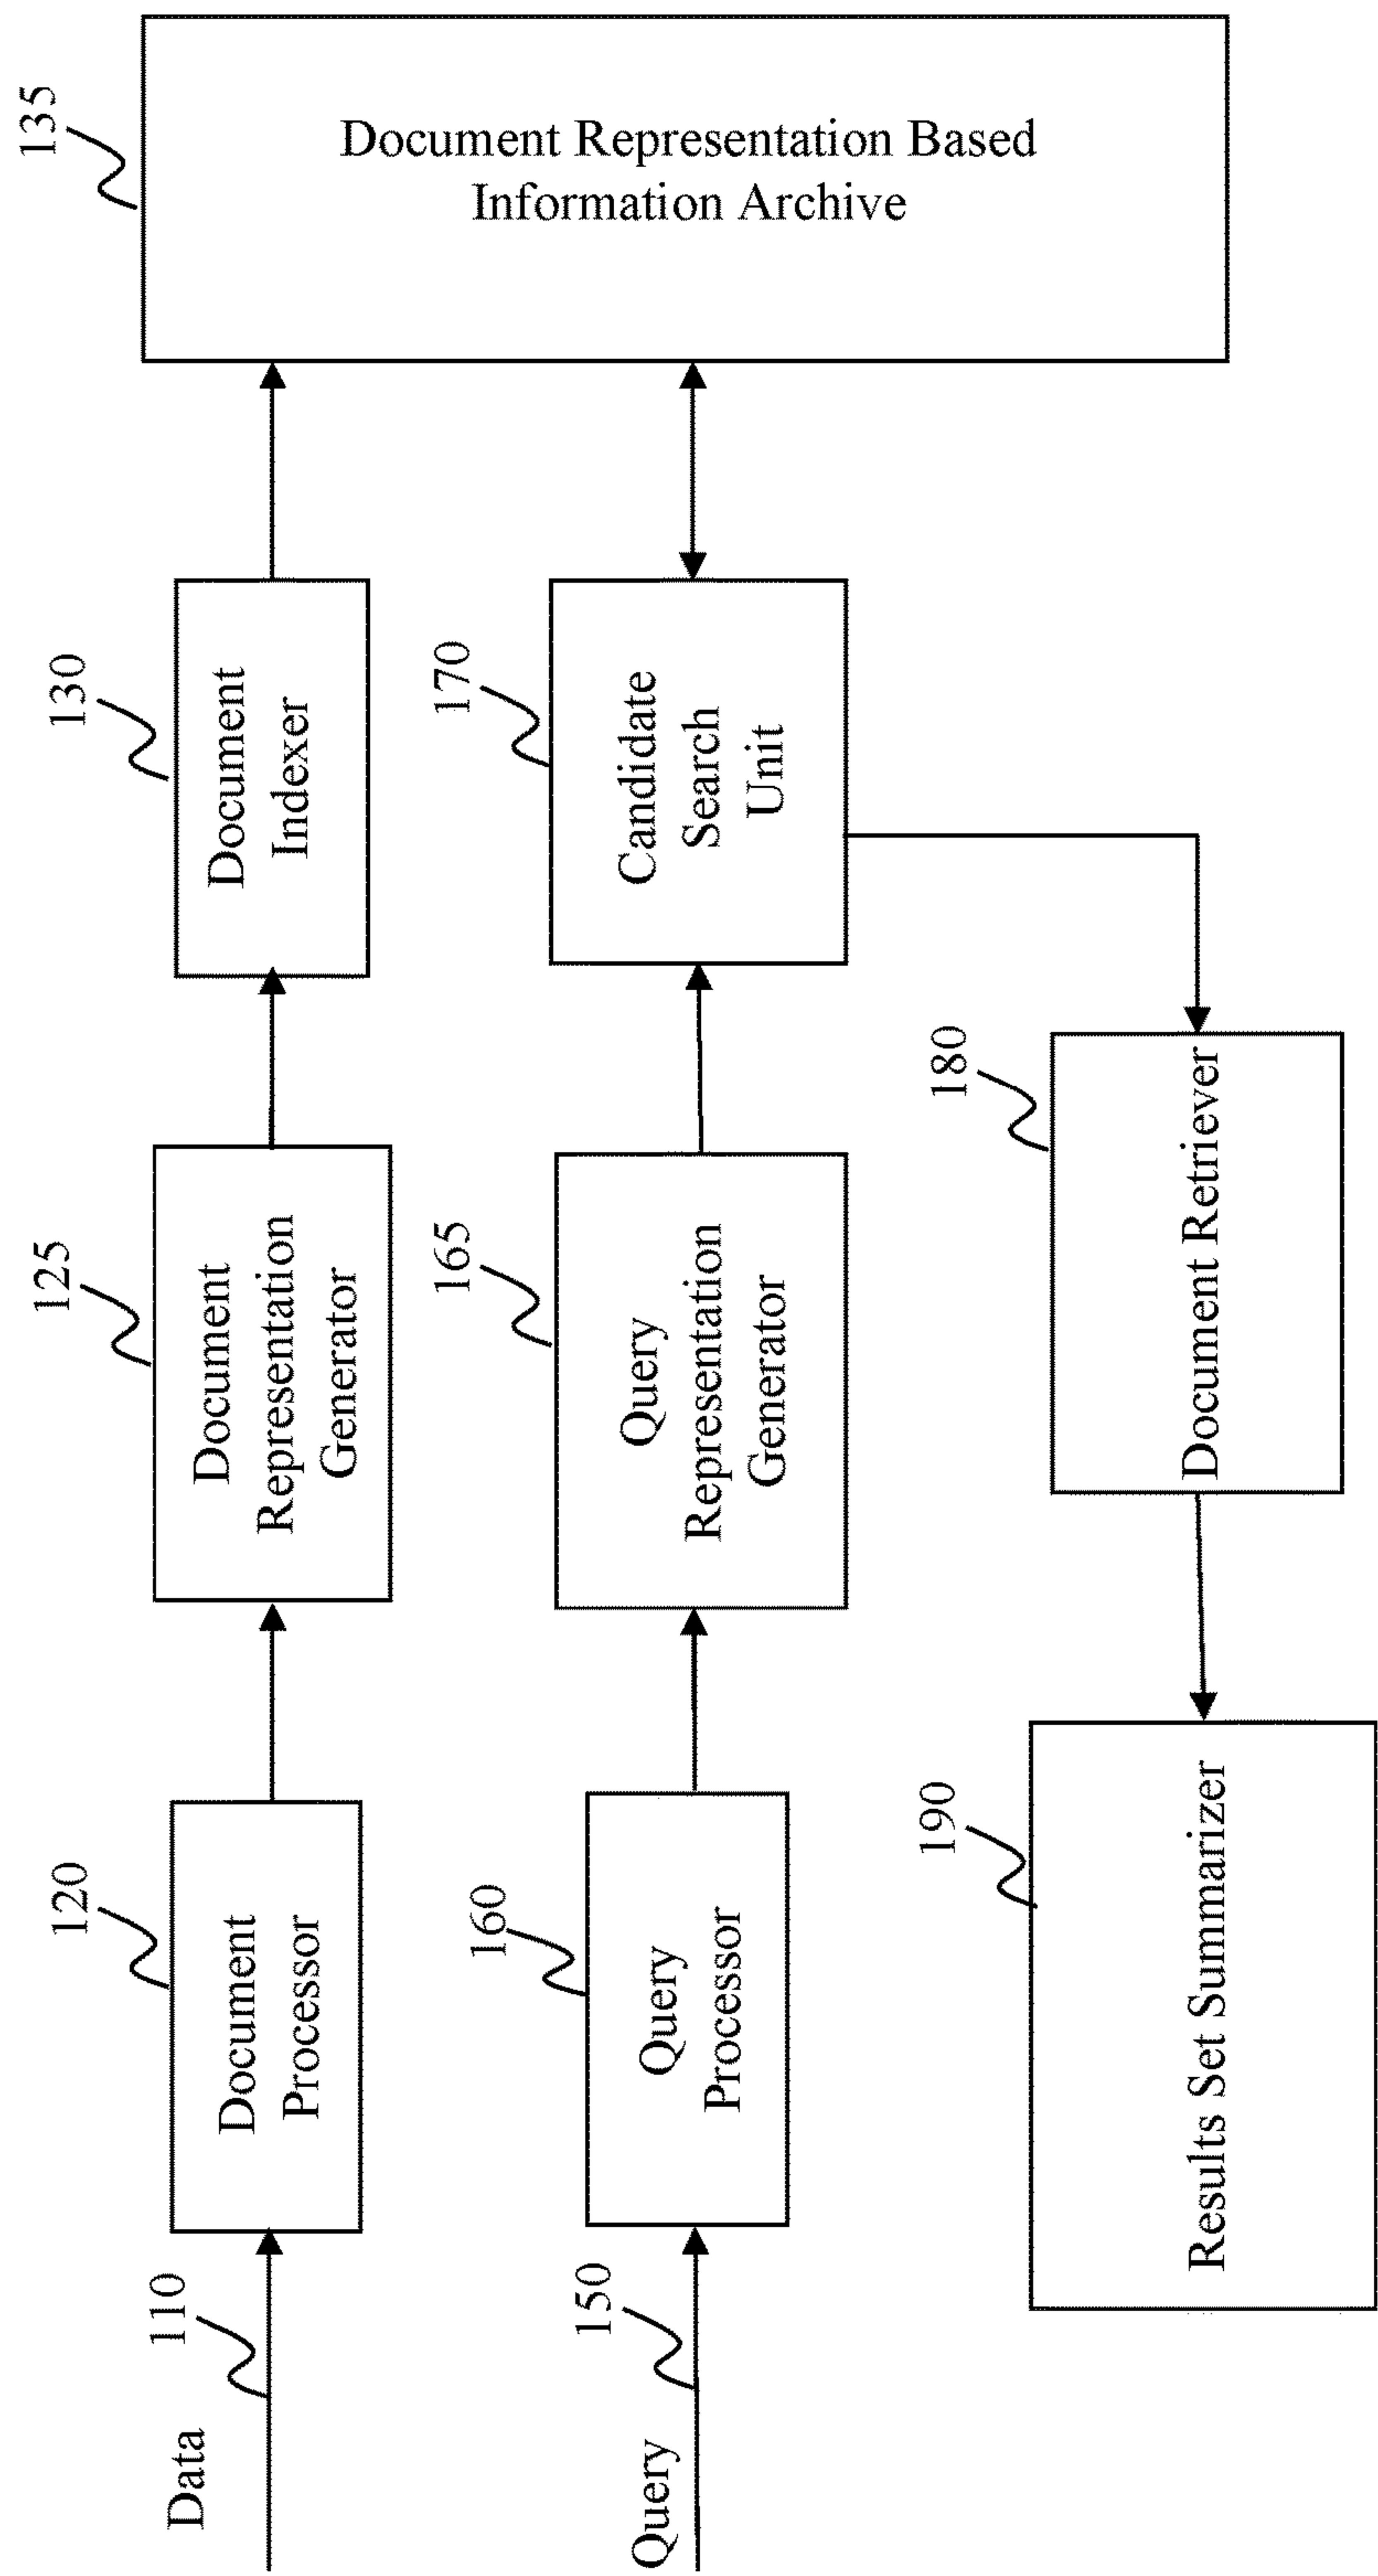 135
Document Representation Based
Information Archive
130
Document
Indexer
170
Candidate
Search
Unit
125
Document
Representation
Generator
165
Query
Representation
Generator
180
Document Retriever
120
Document
Processor
160
Query
Processor
190
Results Set Summarizer
110
Data
150
Query